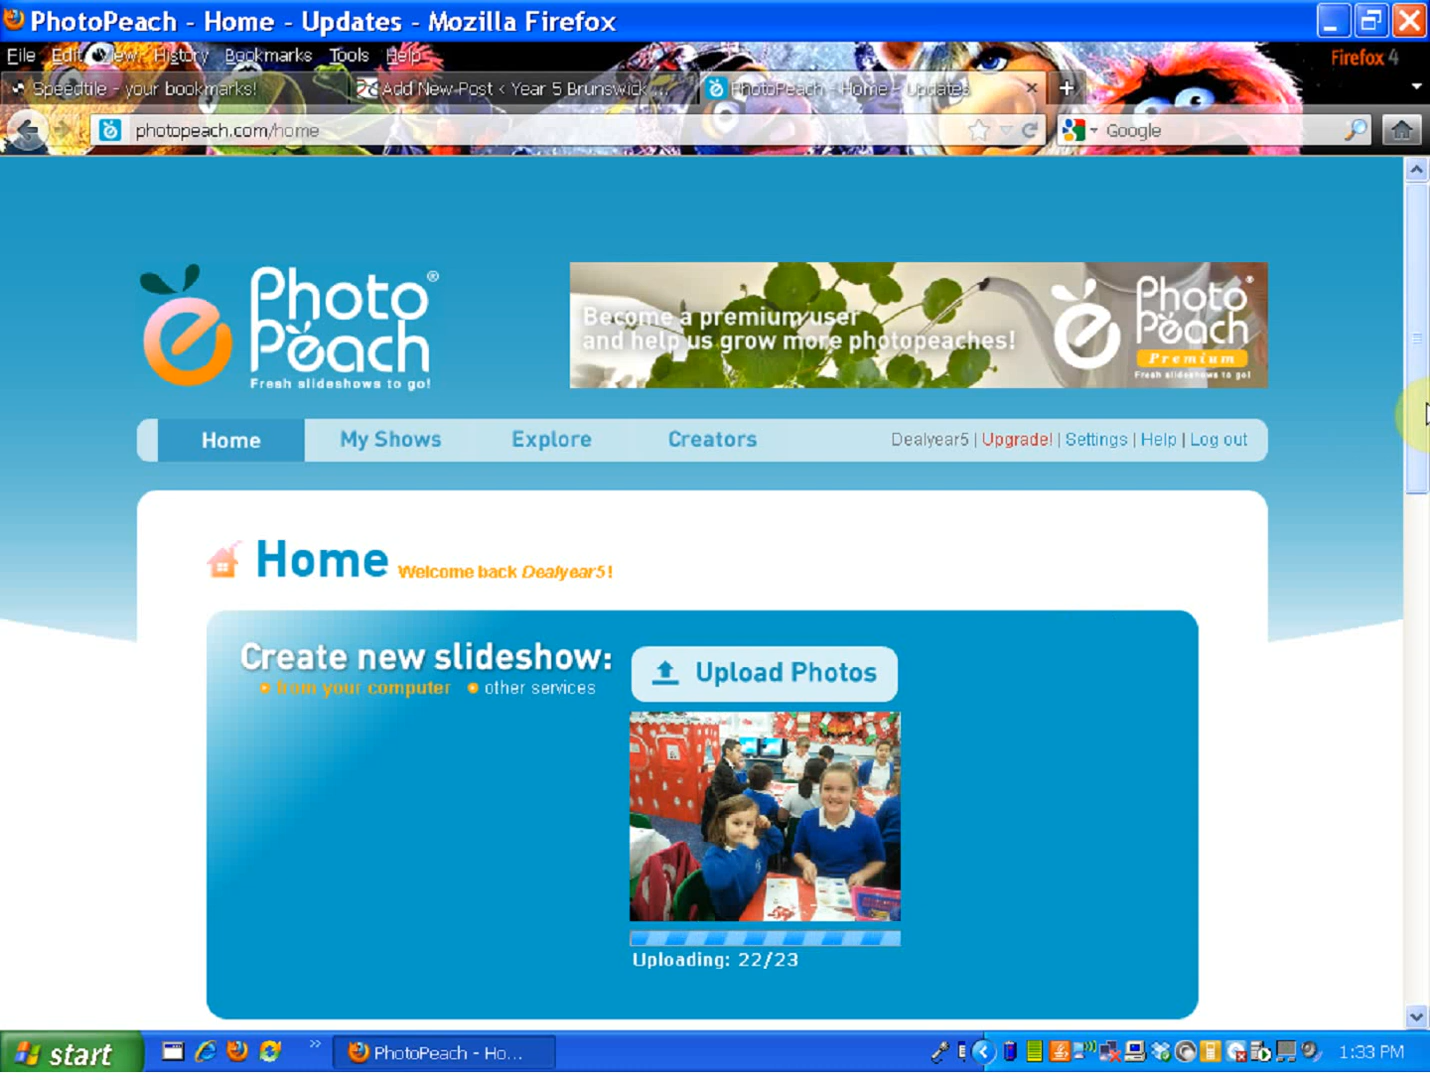 PhotoPeach - Home - Updates - Mozilla Firefox
File Edit View History Bookmarks Tools Help
Firefox 4
Speedtile - your bookmarks!
Add New Post ‹ Year 5 Brunswick ...
PhotoPeach - Home - Updates
photopeach.com/home
Google
Photo Peach®
Fresh slideshows to go!
Become a premium user
and help us grow more photopeaches!
Photo Peach®
Premium
Fresh slideshows to go!
Home My Shows Explore Creators
Dealyear5 | Upgrade! | Settings | Help | Log out
Home Welcome back Dealyear5!
Create new slideshow:
from your computer other services
Upload Photos
Uploading: 22/23
start
PhotoPeach - Ho...
1:33 PM